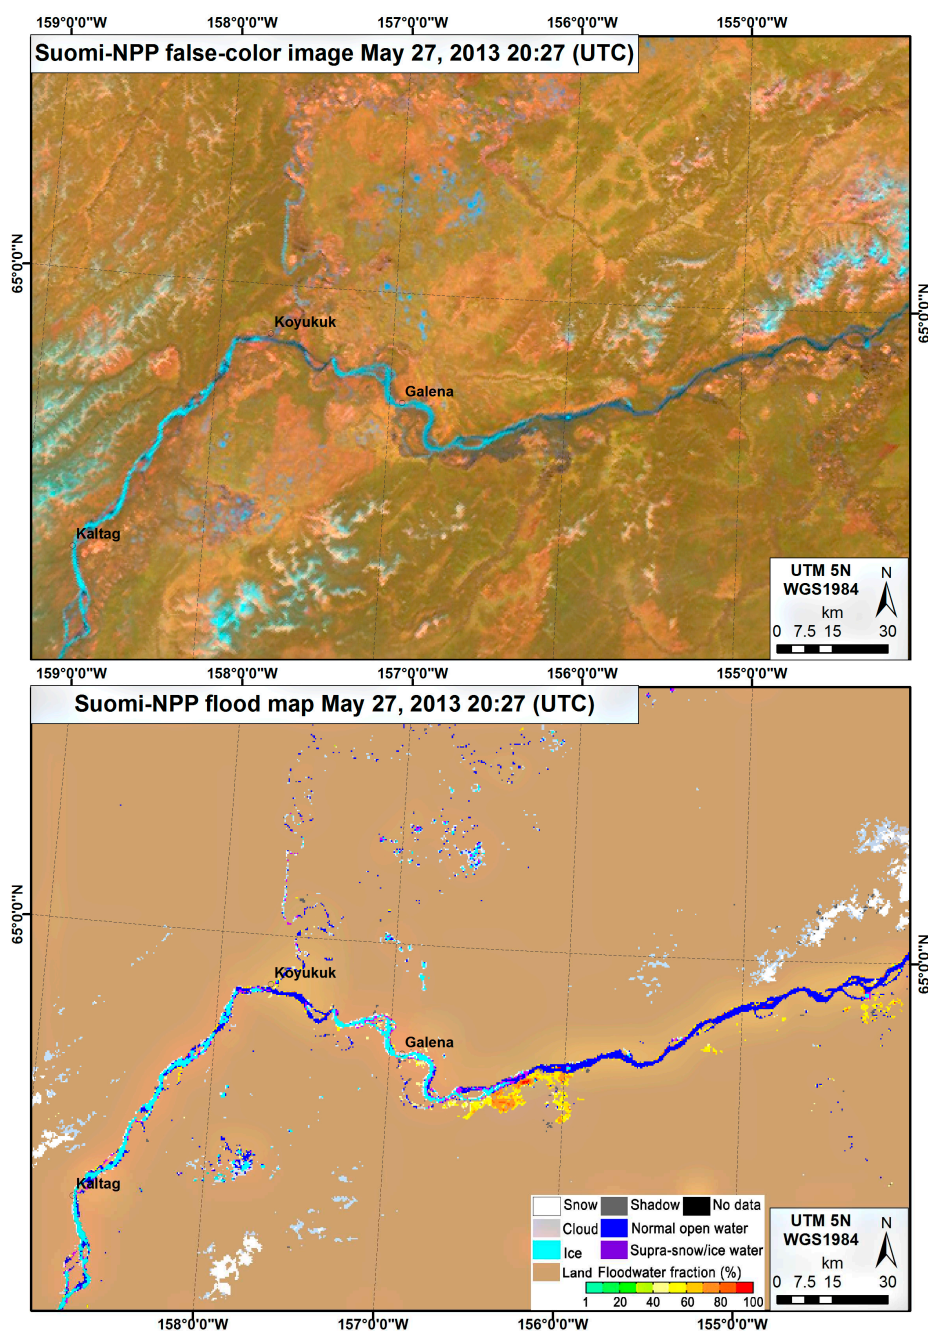 159°0'0"W 158°0'0"W 157°0'0"W 156°0'0"W 155°0'0"W
Suomi-NPP false-color image May 27, 2013 20:27 (UTC)
65°0'0"N
65°0'0"N
Koyukuk
Galena
Kaltag
UTM 5N
WGS1984
N
km
0 7.5 15 30
159°0'0"W 158°0'0"W 157°0'0"W 156°0'0"W 155°0'0"W
Suomi-NPP flood map May 27, 2013 20:27 (UTC)
65°0'0"N
65°0'0"N
Koyukuk
Galena
Kaltag
Snow Shadow No data
Cloud Normal open water
Ice Supra-snow/ice water
Land Floodwater fraction (%)
1 20 40 60 80 100
UTM 5N
WGS1984
N
km
0 7.5 15 30
158°0'0"W 157°0'0"W 156°0'0"W 155°0'0"W